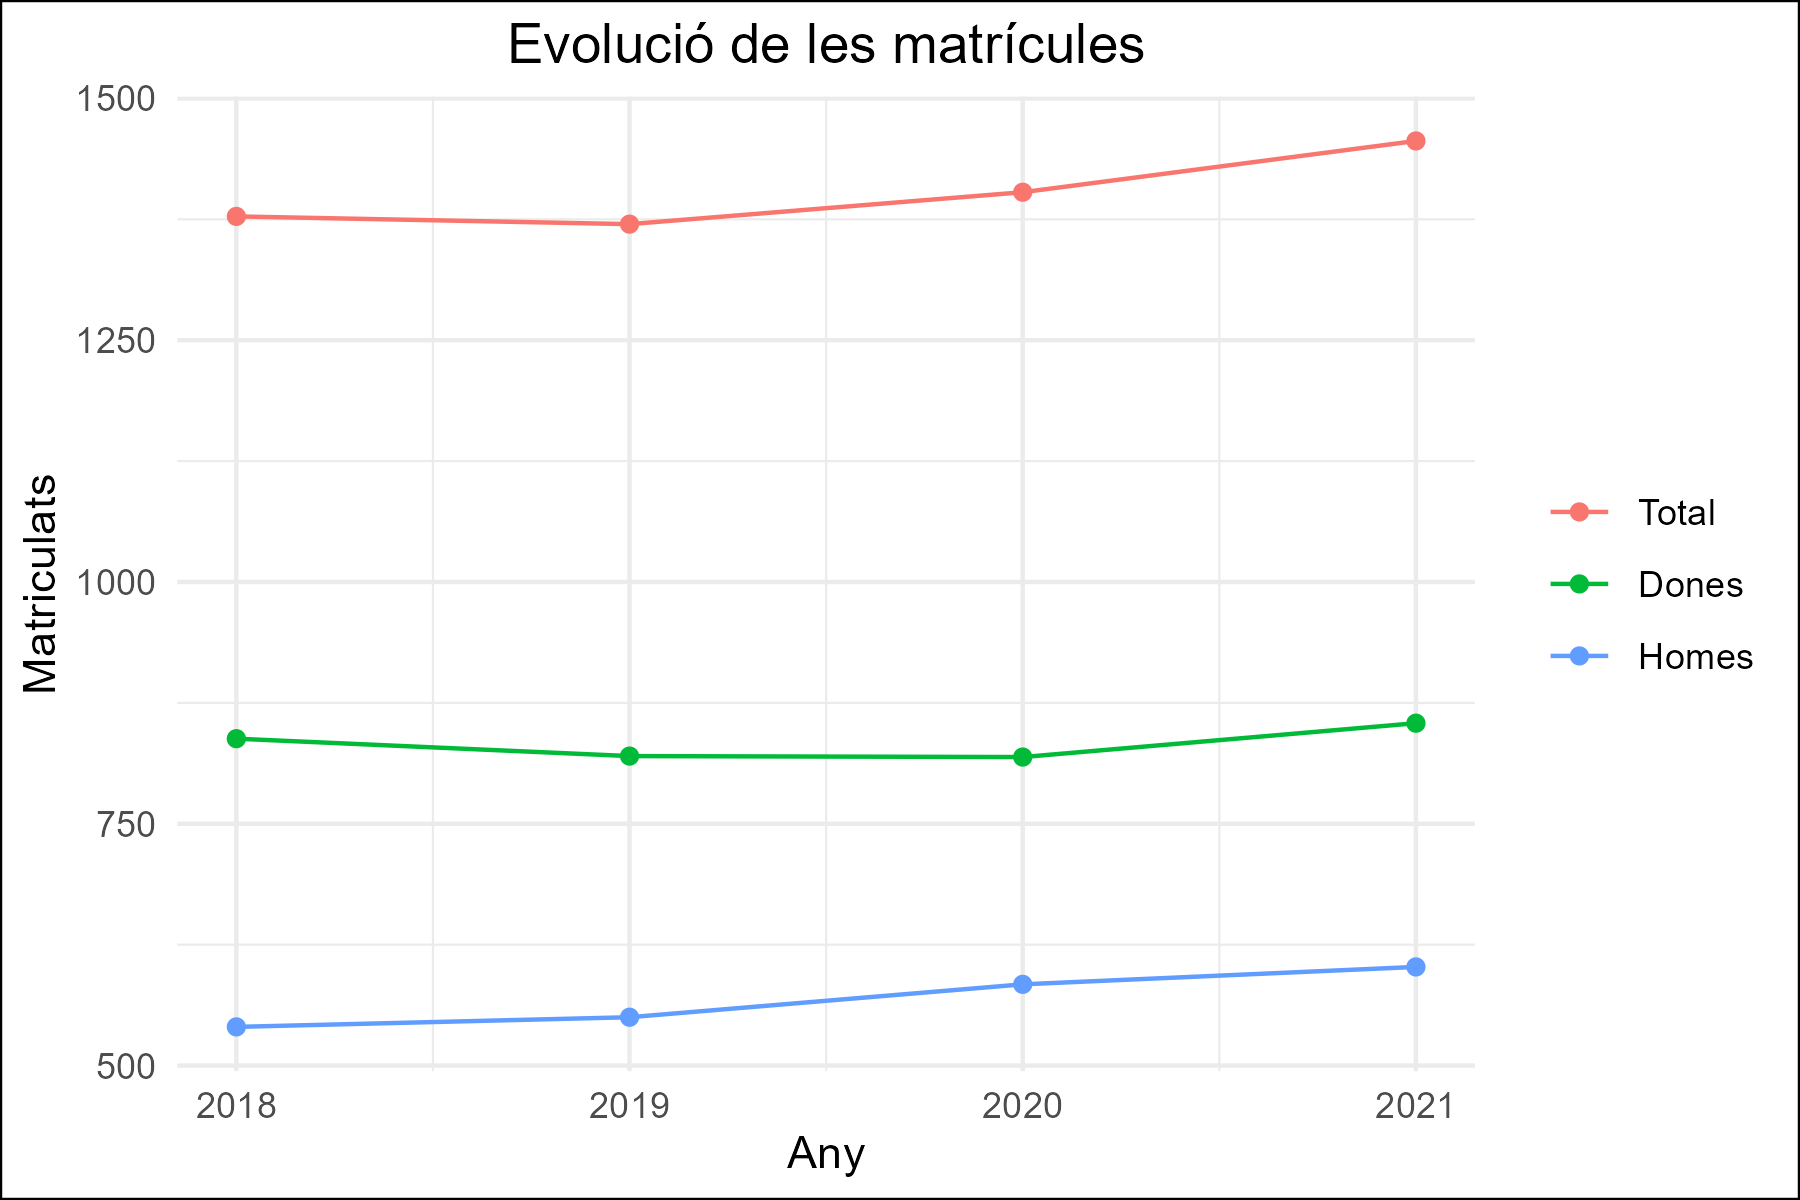 Evolució de les matrícules
1500
1250
1000
750
500
Matriculats
2018 2019 2020 2021
Any
Total
Dones
Homes